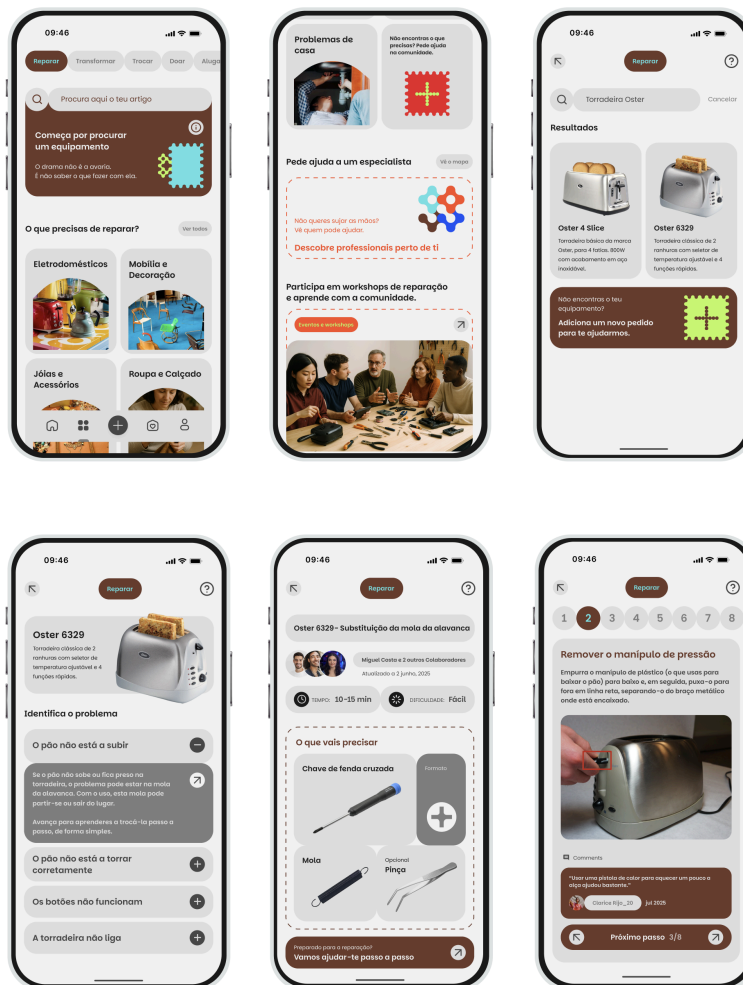 09:46
Reparar
Transformar
Trocar
Doar
Aluga
Procura aqui o teu artigo
Começa por procurar
um equipamento
O drama não é a avaria.
É não saber o que fazer com ela.
O que precisas de reparar?
Ver todos
Eletrodomésticos
Mobília e
Decoração
Jóias e
Acessórios
Roupa e Calçado
Problemas de
casa
Não encontras o que
precisas? Pede ajuda
na comunidade.
Pede ajuda a um especialista
Vê o mapa
Não queres sujar as mãos?
Vê quem pode ajudar.
Descobre professionais perto de ti
Participa em workshops de reparação
e aprende com a comunidade.
Eventos e workshops
09:46
Reparar
?
Torradeira Oster
Cancelar
Resultados
Oster 4 Slice
Torradeira básica da marca
Oster, para 4 fatias. 800W
com acabamento em aço
inoxidável.
Oster 6329
Torradeira clássica de 2
ranhuras com seletor de
temperatura ajustável e 4
funções rápidas.
Não encontras o teu
equipamento?
Adiciona um novo pedido
para te ajudarmos.
09:46
Reparar
?
Oster 6329
Torradeira clássica de 2
ranhuras com seletor de
temperatura ajustável e 4
funções rápidas.
Identifica o problema
O pão não está a subir
Se o pão não sobe ou fica preso na
torradeira, o problema pode estar na mola
da alavanca. Com o uso, esta mola pode
partir-se ou sair do lugar.
Avança para aprenderes a trocá-la passo a
passo, de forma simples.
O pão não está a torrar
corretamente
Os botões não funcionam
A torradeira não liga
09:46
Reparar
?
Oster 6329- Substituição da mola da alavanca
Miguel Costa e 2 outros Colaboradores
Atualizado a 2 junho, 2025
TEMPO: 10-15 min
DIFICULDADE: Fácil
O que vais precisar
Chave de fenda cruzada
Formato
Mola
Opcional
Pinça
Preparado para a reparação?
Vamos ajudar-te passo a passo
09:46
Reparar
?
1 2 3 4 5 6 7 8
Remover o manípulo de pressão
Empurra o manípulo de plástico (o que usas para
baixar o pão) para baixo e, em seguida, puxa-o para
fora em linha reta, separando-o do braço metálico
onde está encaixado.
Comments
"Usar uma pistola de calor para aquecer um pouco a
alça ajudou bastante."
Clarice Rijo_20
jul 2025
Próximo passo 3/8